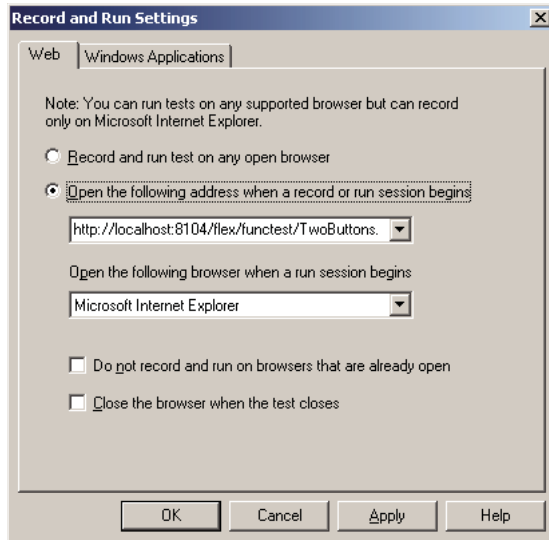 Record and Run Settings
Web
Windows Applications
Note: You can run tests on any supported browser but can record
only on Microsoft Internet Explorer.
Record and run test on any open browser
Open the following address when a record or run session begins
http://localhost:8104/flex/functest/TwoButtons.
Open the following browser when a run session begins
Microsoft Internet Explorer
Do not record and run on browsers that are already open
Close the browser when the test closes
OK
Cancel
Apply
Help